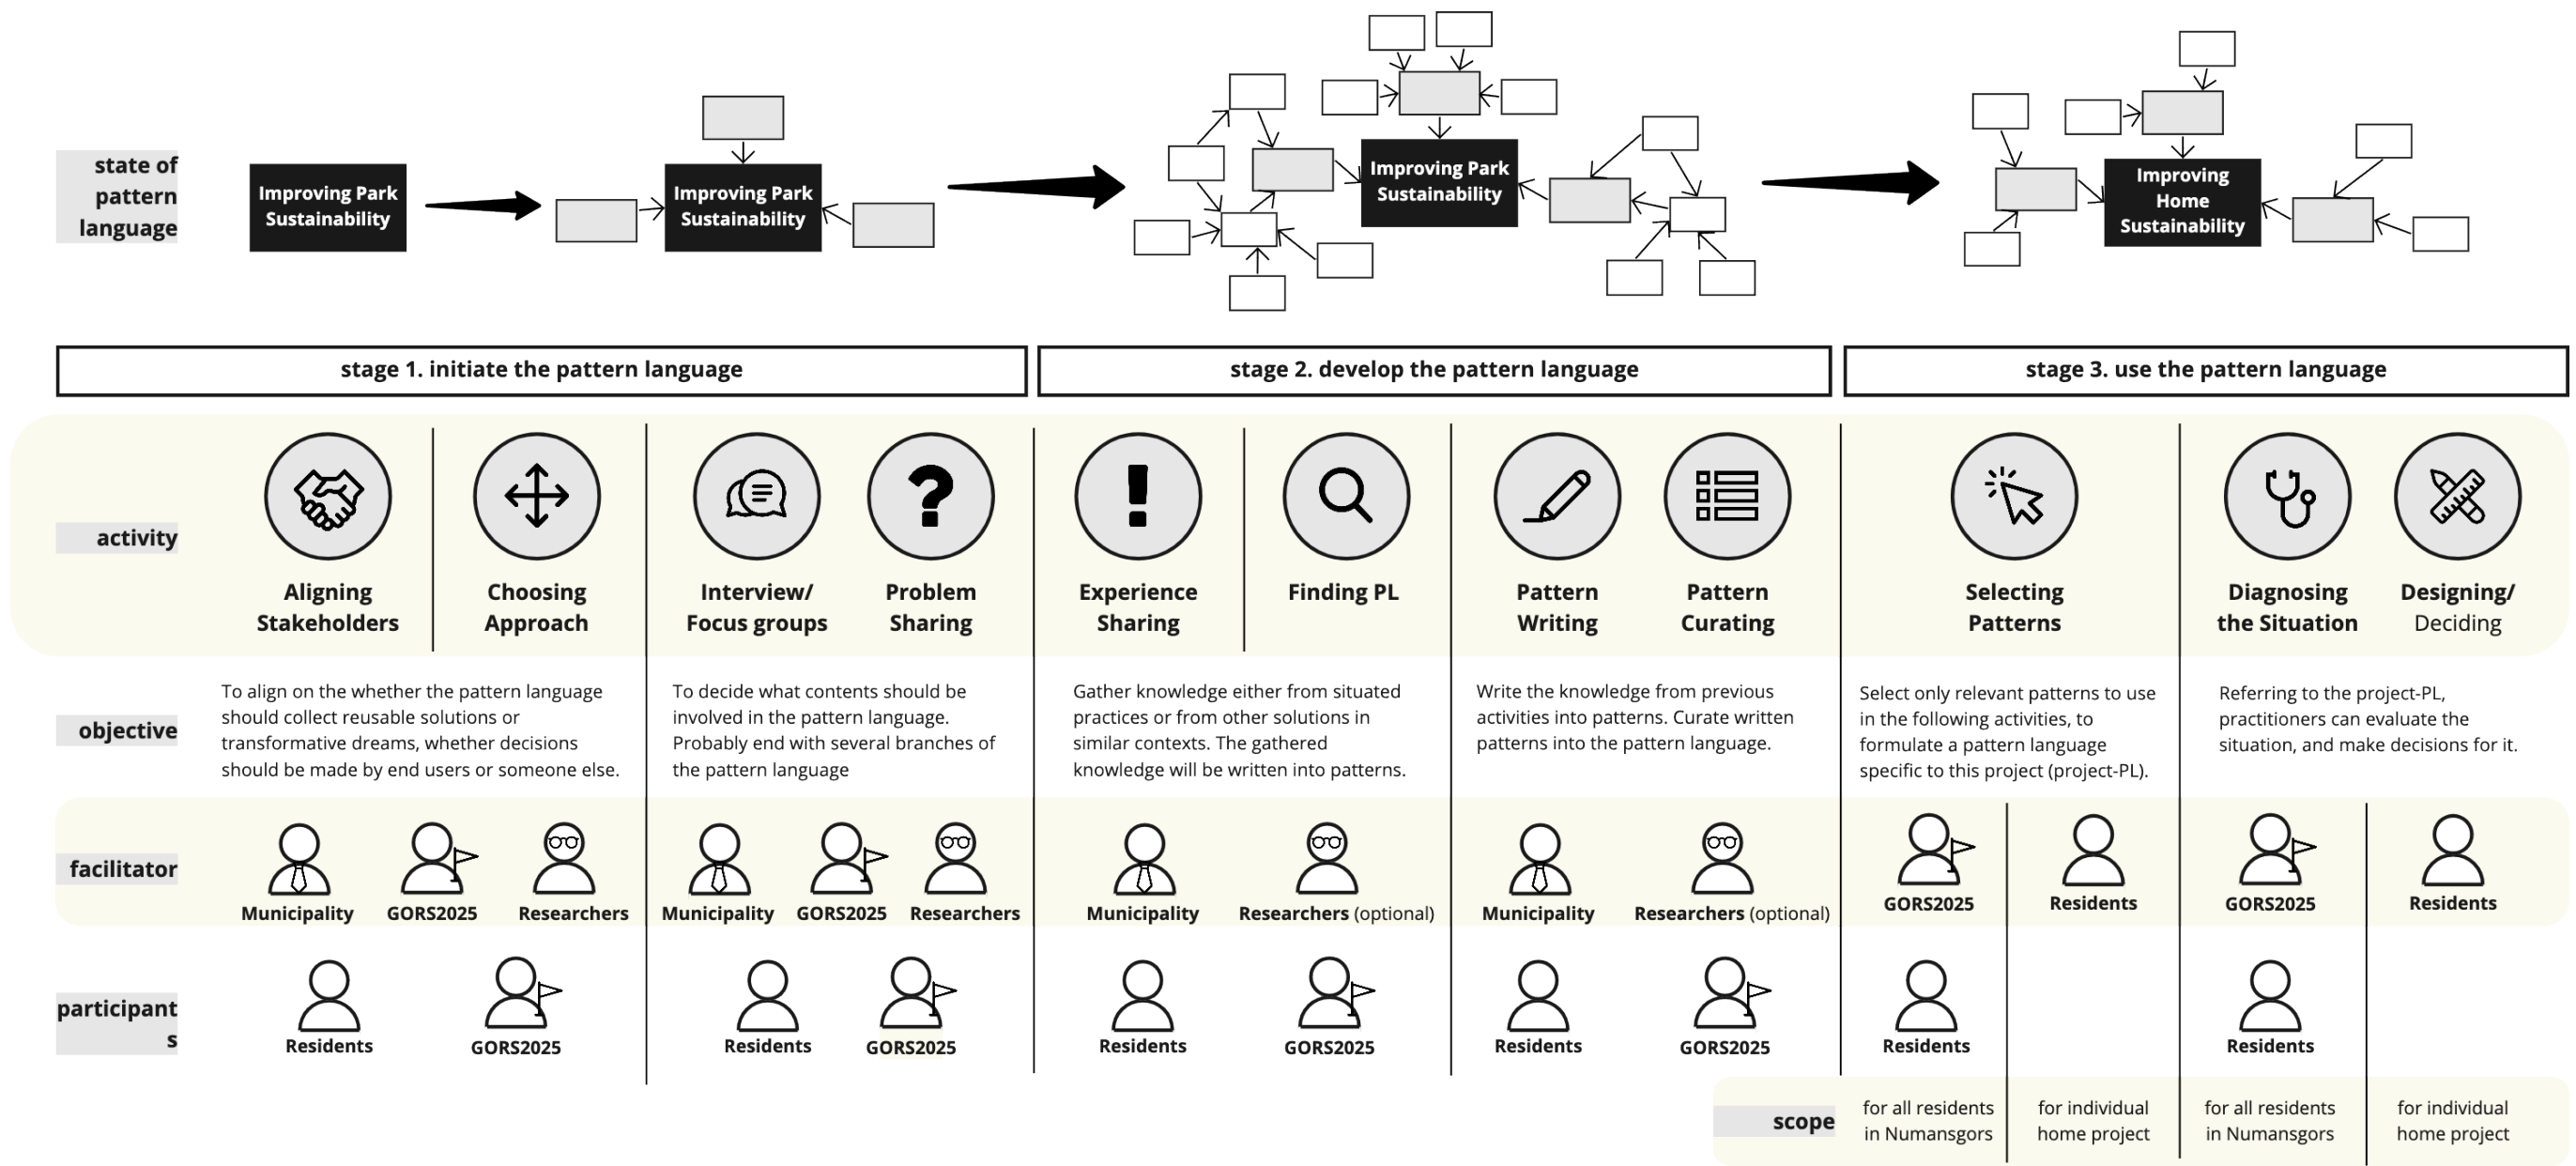 state of
pattern
language
Improving Park
Sustainability
Improving Park
Sustainability
Improving Park
Sustainability
Improving
Home
Sustainability
stage 1. initiate the pattern language
stage 2. develop the pattern language
stage 3. use the pattern language
activity
Aligning
Stakeholders
Choosing
Approach
Interview/
Focus groups
Problem
Sharing
Experience
Sharing
Finding PL
Pattern
Writing
Pattern
Curating
Selecting
Patterns
Diagnosing
the Situation
Designing/
Deciding
objective
To align on the whether the pattern language
should collect reusable solutions or
transformative dreams, whether decisions
should be made by end users or someone else.
To decide what contents should be
involved in the pattern language.
Probably end with several branches of
the pattern language
Gather knowledge either from situated
practices or from other solutions in
similar contexts. The gathered
knowledge will be written into patterns.
Write the knowledge from previous
activities into patterns. Curate written
patterns into the pattern language.
Select only relevant patterns to use
in the following activities, to
formulate a pattern language
specific to this project (project-PL).
Referring to the project-PL,
practitioners can evaluate the
situation, and make decisions for it.
facilitator
Municipality
GORS2025
Researchers
Municipality
GORS2025
Researchers
Municipality
Researchers (optional)
Municipality
Researchers (optional)
GORS2025
Residents
GORS2025
Residents
participant
s
Residents
GORS2025
Residents
GORS2025
Residents
GORS2025
Residents
GORS2025
Residents
Residents
scope
for all residents
in Numansgors
for individual
home project
for all residents
in Numansgors
for individual
home project